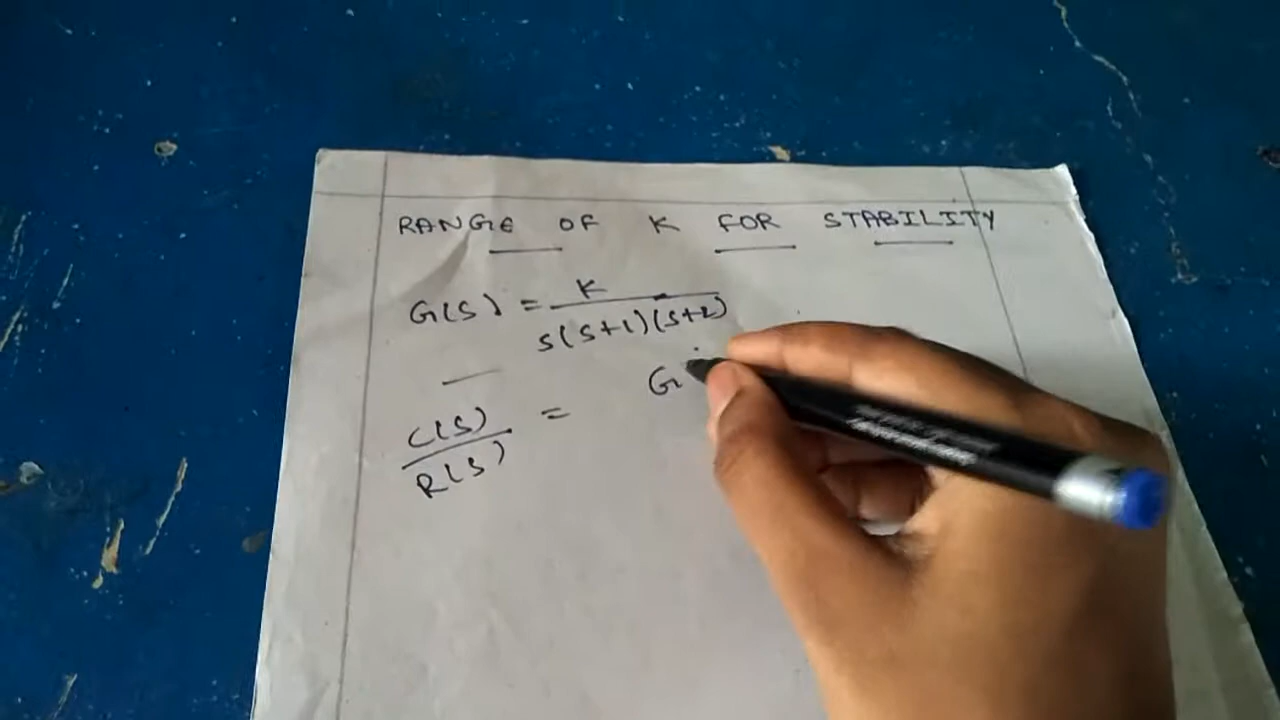 RANGE OF K FOR STABILITY
G(S) = K
S(S+1)(S+2)
C(S) = G
R(S)